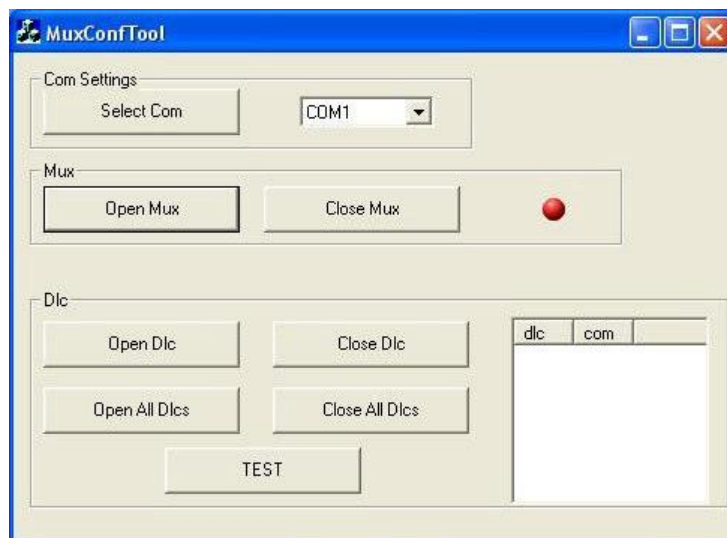 MuxConfTool
Com Settings
Select Com
COM1
Mux
Open Mux
Close Mux
Dlc
Open Dlc
Close Dlc
dlc com
Open All Dlcs
Close All Dlcs
TEST